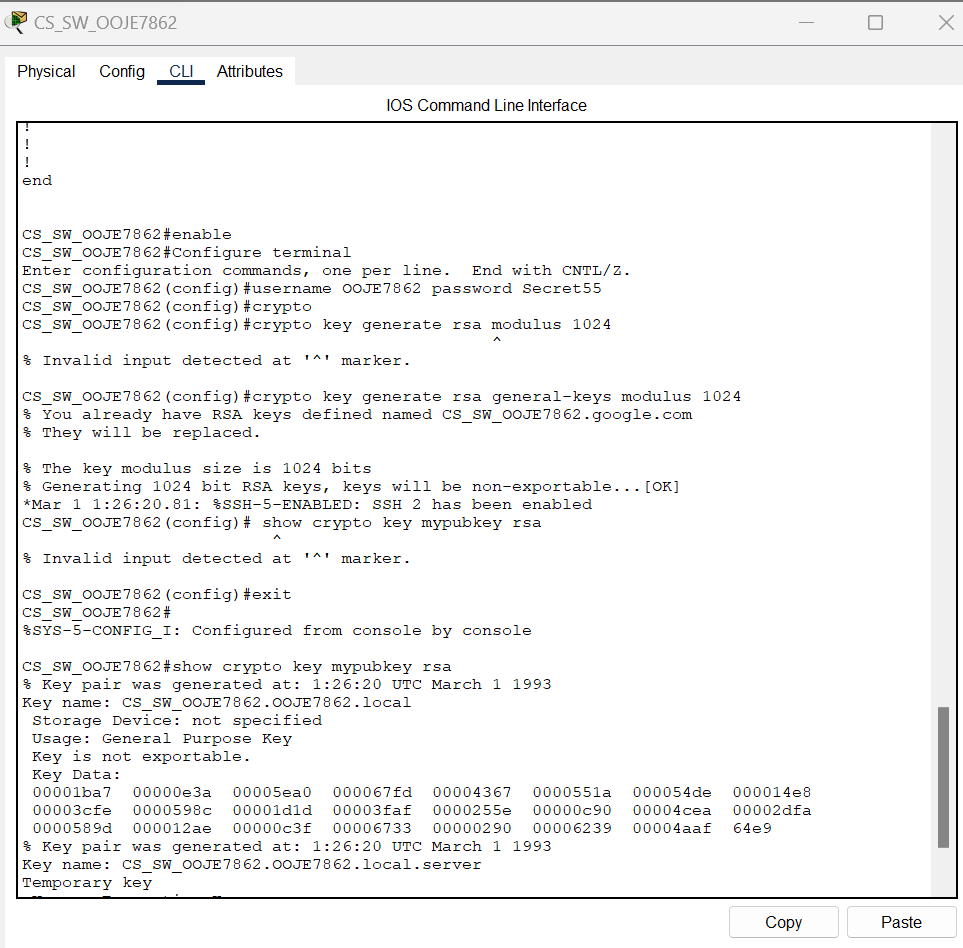 CS_SW_OOJE7862
Physical Config CLI Attributes
IOS Command Line Interface
!
!
!
end
CS_SW_OOJE7862#enable
CS_SW_OOJE7862#Configure terminal
Enter configuration commands, one per line.  End with CNTL/Z.
CS_SW_OOJE7862(config)#username OOJE7862 password Secret55
CS_SW_OOJE7862(config)#crypto
CS_SW_OOJE7862(config)#crypto key generate rsa modulus 1024
^
% Invalid input detected at '^' marker.
CS_SW_OOJE7862(config)#crypto key generate rsa general-keys modulus 1024
% You already have RSA keys defined named CS_SW_OOJE7862.google.com
% They will be replaced.
% The key modulus size is 1024 bits
% Generating 1024 bit RSA keys, keys will be non-exportable...[OK]
*Mar 1 1:26:20.81: %SSH-5-ENABLED: SSH 2 has been enabled
CS_SW_OOJE7862(config)# show crypto key mypubkey rsa
^
% Invalid input detected at '^' marker.
CS_SW_OOJE7862(config)#exit
CS_SW_OOJE7862#
%SYS-5-CONFIG_I: Configured from console by console
CS_SW_OOJE7862#show crypto key mypubkey rsa
% Key pair was generated at: 1:26:20 UTC March 1 1993
Key name: CS_SW_OOJE7862.OOJE7862.local
Storage Device: not specified
Usage: General Purpose Key
Key is not exportable.
Key Data:
00001ba7  00000e3a  00005ea0  000067fd  00004367  0000551a  000054de  000014e8
00003cfe  0000598c  00001d1d  00003faf  0000255e  00000c90  00004cea  00002dfa
0000589d  000012ae  00000c3f  00006733  00000290  00006239  00004aaf  64e9
% Key pair was generated at: 1:26:20 UTC March 1 1993
Key name: CS_SW_OOJE7862.OOJE7862.local.server
Temporary key
Copy Paste